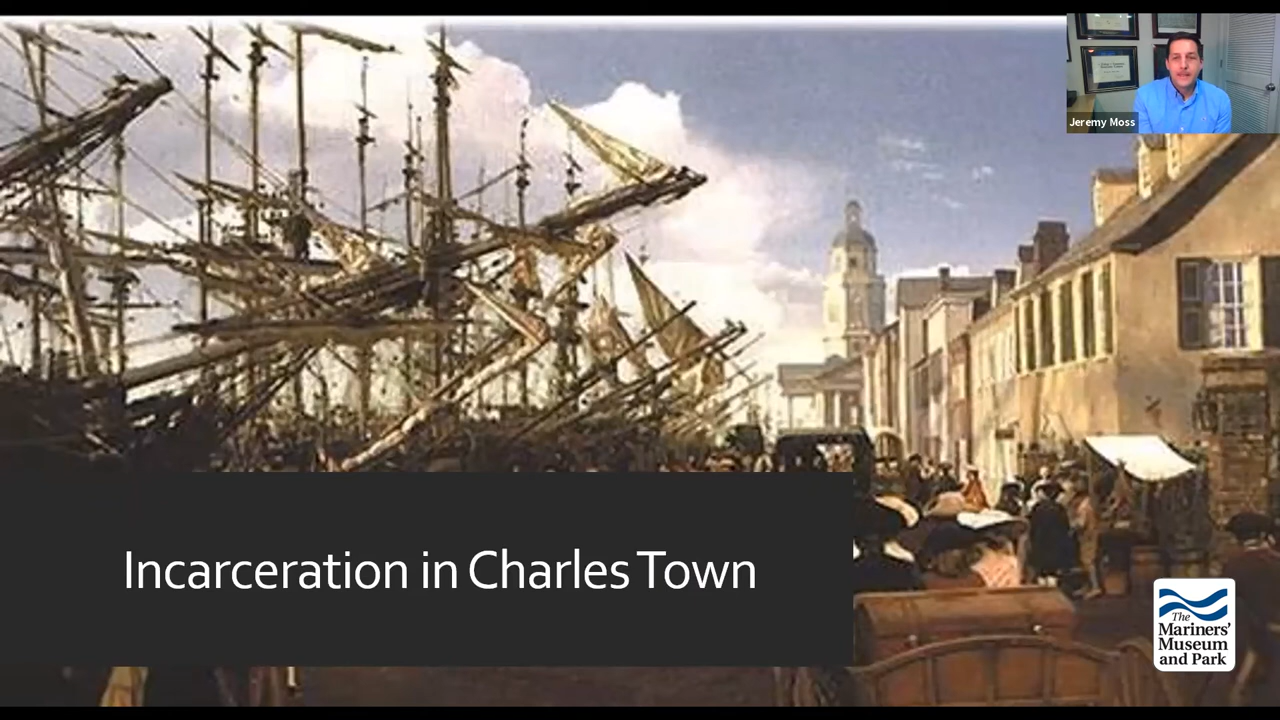 Jeremy Moss
Incarceration in Charles Town
The
Mariners'
Museum
and Park